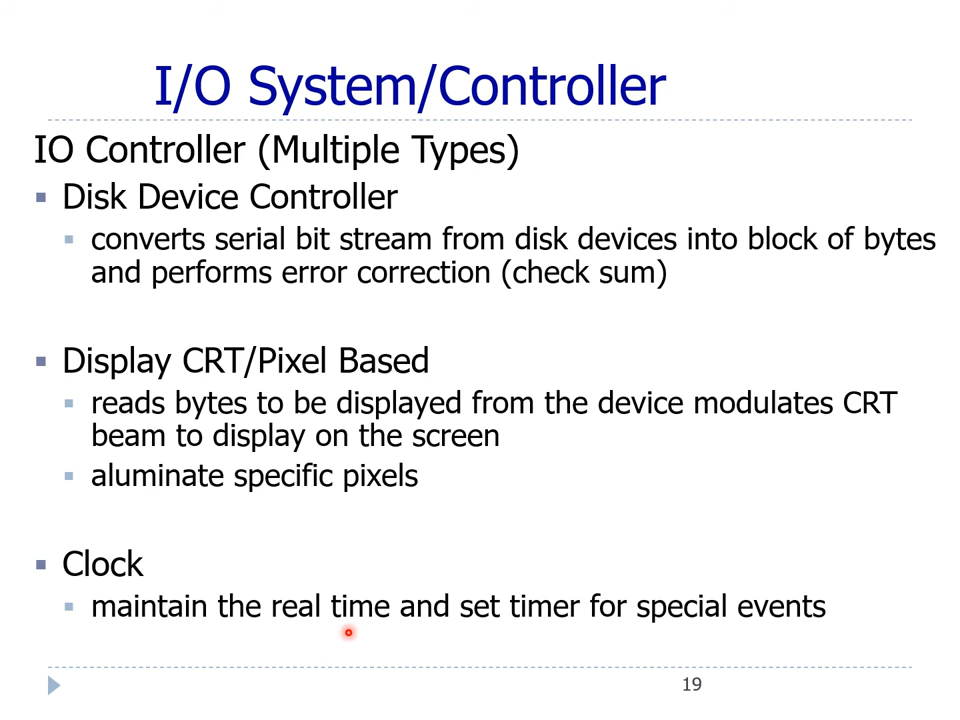 I/O System/Controller
IO Controller (Multiple Types)
Disk Device Controller
converts serial bit stream from disk devices into block of bytes
and performs error correction (check sum)
Display CRT/Pixel Based
reads bytes to be displayed from the device modulates CRT
beam to display on the screen
aluminate specific pixels
Clock
maintain the real time and set timer for special events
19